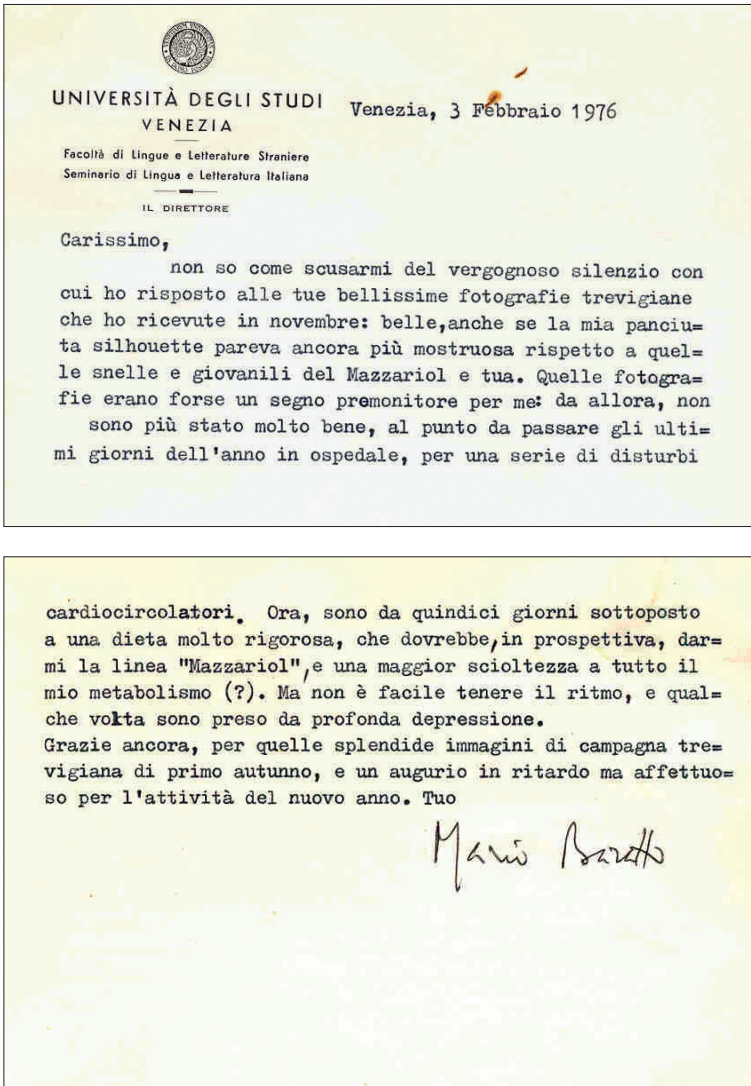 UNIVERSITÀ DEGLI STUDI
VENEZIA
Facoltà di Lingue e Letterature Straniere
Seminario di Lingua e Letteratura Italiana
IL DIRETTORE
Venezia, 3 Febbraio 1976
Carissimo,
non so come scusarmi del vergognoso silenzio con
cui ho risposto alle tue bellissime fotografie trevigiane
che ho ricevute in novembre: belle,anche se la mia panciu=
ta silhouette pareva ancora più mostruosa rispetto a quel=
le snelle e giovanili del Mazzariol e tua. Quelle fotogra=
fie erano forse un segno premonitore per me: da allora, non
sono più stato molto bene, al punto da passare gli ulti=
mi giorni dell'anno in ospedale, per una serie di disturbi
cardiocircolatori. Ora, sono da quindici giorni sottoposto
a una dieta molto rigorosa, che dovrebbe,in prospettiva, dar=
mi la linea "Mazzariol",e una maggior scioltezza a tutto il
mio metabolismo (?). Ma non è facile tenere il ritmo, e qual=
che volta sono preso da profonda depressione.
Grazie ancora, per quelle splendide immagini di campagna tre=
vigiana di primo autunno, e un augurio in ritardo ma affettuo=
so per l'attività del nuovo anno. Tuo
Mario Baratto